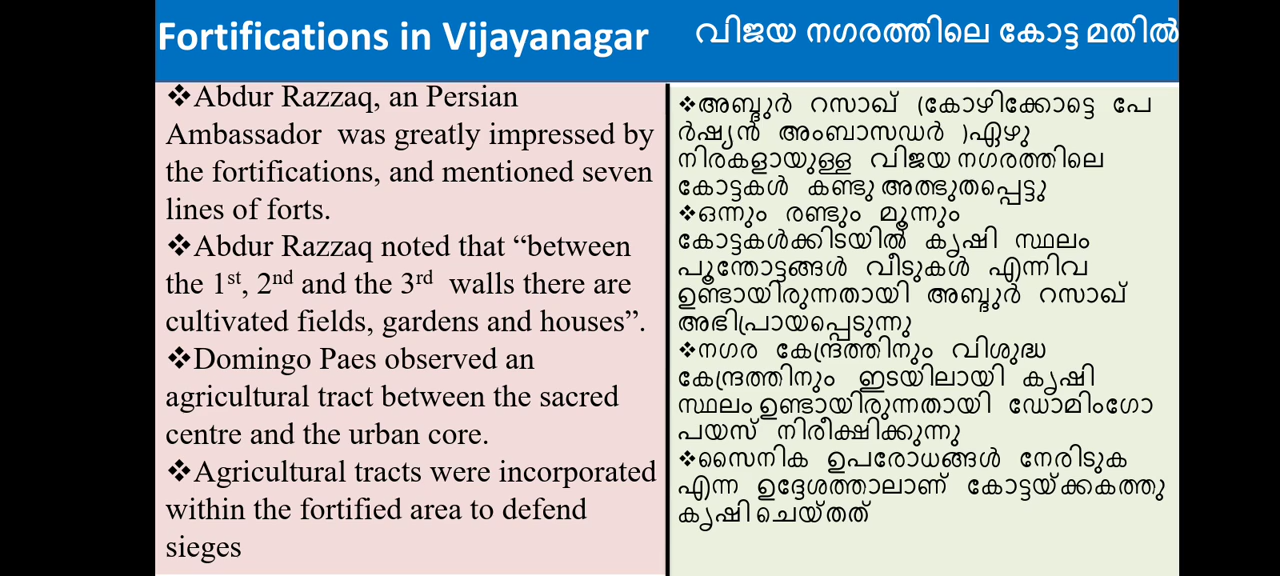 Fortifications in Vijayanagar
വിജയ നഗരത്തിലെ കോട്ട മതിൽ
❖Abdur Razzaq, an Persian
Ambassador was greatly impressed by
the fortifications, and mentioned seven
lines of forts.
❖Abdur Razzaq noted that “between
the 1st, 2nd and the 3rd walls there are
cultivated fields, gardens and houses”.
❖Domingo Paes observed an
agricultural tract between the sacred
centre and the urban core.
❖Agricultural tracts were incorporated
within the fortified area to defend
sieges
❖അബ്ദുർ റസാഖ് (കോഴിക്കോട്ടെ പേ
ർഷ്യൻ അംബാസഡർ )ഏഴു
നിരകളായുള്ള വിജയ നഗരത്തിലെ
കോട്ടകൾ കണ്ടു അത്ഭുതപ്പെട്ടു
❖ഒന്നും രണ്ടും മൂന്നും
കോട്ടകൾക്കിടയിൽ കൃഷി സ്ഥലം
പൂന്തോട്ടങ്ങൾ വീടുകൾ എന്നിവ
ഉണ്ടായിരുന്നതായി അബ്ദുർ റസാഖ്
അഭിപ്രായപ്പെടുന്നു
❖നഗര കേന്ദ്രത്തിനും വിശുദ്ധ
കേന്ദ്രത്തിനും ഇടയിലായി കൃഷി
സ്ഥലം ഉണ്ടായിരുന്നതായി ഡോമിംഗോ
പയസ് നിരീക്ഷിക്കുന്നു
❖സൈനിക ഉപരോധങ്ങൾ നേരിടുക
എന്ന ഉദ്ദേശത്താലാണ് കോട്ടയ്ക്കകത്തു
കൃഷി ചെയ്തത്